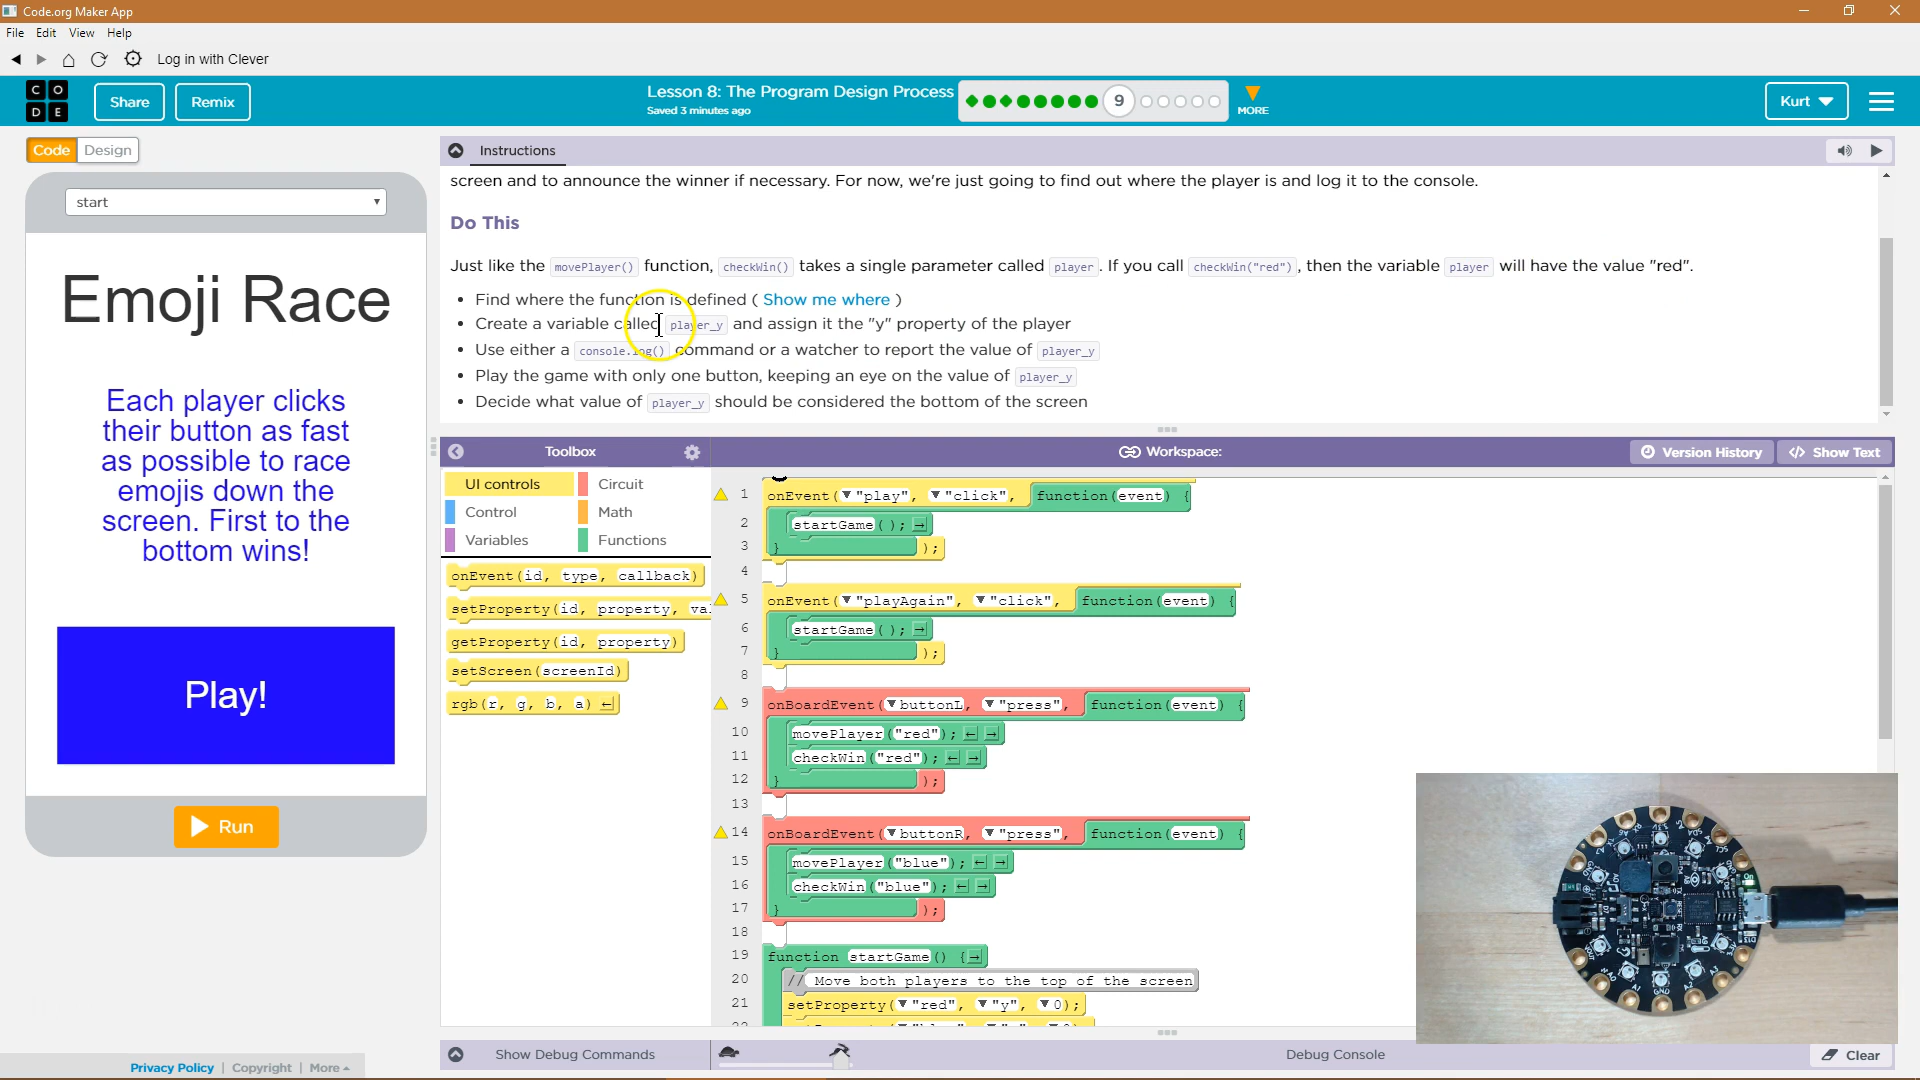 Code.org Maker App
File Edit View Help
Log in with Clever
CODE
Share
Remix
Lesson 8: The Program Design Process
Saved 3 minutes ago
9
MORE
Kurt
Code
Design
start
Emoji Race
Each player clicks
their button as fast
as possible to race
emojis down the
screen. First to the
bottom wins!
Play!
Run
Privacy Policy | Copyright | More
Instructions
screen and to announce the winner if necessary. For now, we're just going to find out where the player is and log it to the console.
Do This
Just like the movePlayer() function, checkWin() takes a single parameter called player. If you call checkWin("red"), then the variable player will have the value "red".
• Find where the function is defined ( Show me where )
• Create a variable called player_y and assign it the "y" property of the player
• Use either a console.log() command or a watcher to report the value of player_y
• Play the game with only one button, keeping an eye on the value of player_y
• Decide what value of player_y should be considered the bottom of the screen
Toolbox
Workspace:
Version History
</> Show Text
UI controls
Circuit
Control
Math
Variables
Functions
onEvent(id, type, callback)
setProperty(id, property, val
getProperty(id, property)
setScreen(screenId)
rgb(r, g, b, a) ←
1 onEvent(▼"play", ▼"click", function(event) {
2 startGame(); →
3 } );
4
5 onEvent(▼"playAgain", ▼"click", function(event) {
6 startGame(); →
7 } );
8
9 onBoardEvent(▼buttonL, ▼"press", function(event) {
10 movePlayer("red"); ← →
11 checkWin("red"); ← →
12 } );
13
14 onBoardEvent(▼buttonR, ▼"press", function(event) {
15 movePlayer("blue"); ← →
16 checkWin("blue"); ← →
17 } );
18
19 function startGame() { →
20 // Move both players to the top of the screen
21 setProperty(▼"red", ▼"y", ▼0);
Show Debug Commands
Debug Console
Clear